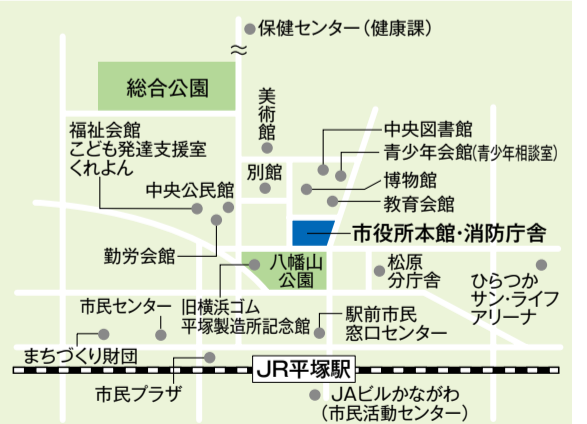 保健センター(健康課)
総合公園
美術館
福祉会館
こども発達支援室
くれよん
中央図書館
青少年会館(青少年相談室)
別館
博物館
中央公民館
教育会館
市役所本館・消防庁舎
勤労会館
八幡山
公園
松原
分庁舎
ひらつか
サン・ライフ
アリーナ
市民センター
旧横浜ゴム
平塚製造所記念館
駅前市民
窓口センター
まちづくり財団
JR平塚駅
市民プラザ
JAビルかながわ
(市民活動センター)